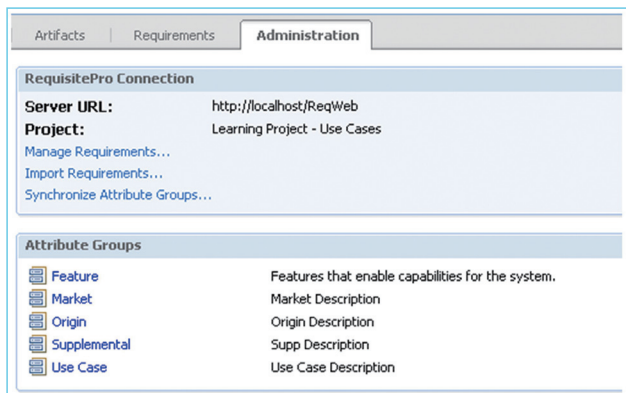 Artifacts Requirements Administration
RequisitePro Connection
Server URL: http://localhost/ReqWeb
Project: Learning Project - Use Cases
Manage Requirements...
Import Requirements...
Synchronize Attribute Groups...
Attribute Groups
Feature Features that enable capabilities for the system.
Market Market Description
Origin Origin Description
Supplemental Supp Description
Use Case Use Case Description